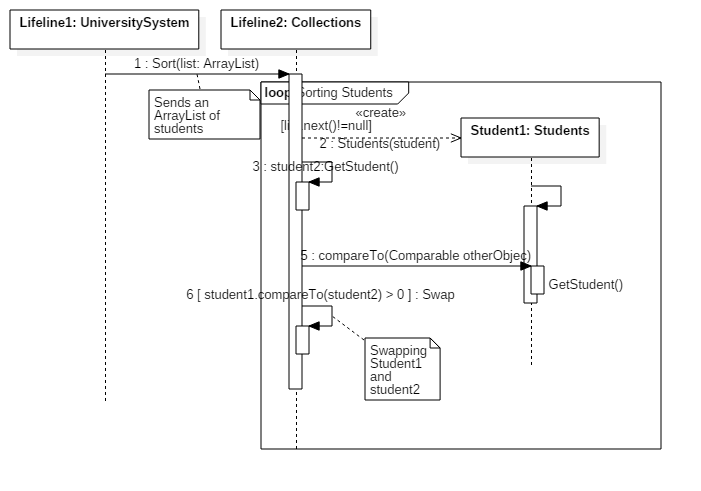 Lifeline1: UniversitySystem
Lifeline2: Collections
1 : Sort(list: ArrayList)
loop
Sorting Students
Sends an
ArrayList of
students
«create»
next()!=null]
2 : Students(student)
Student1: Students
3 : student2:GetStudent()
5 : compareTo(Comparable otherObjec)
GetStudent()
6 [ student1.compareTo(student2) > 0 ] : Swap
Swapping
Student1
and
student2